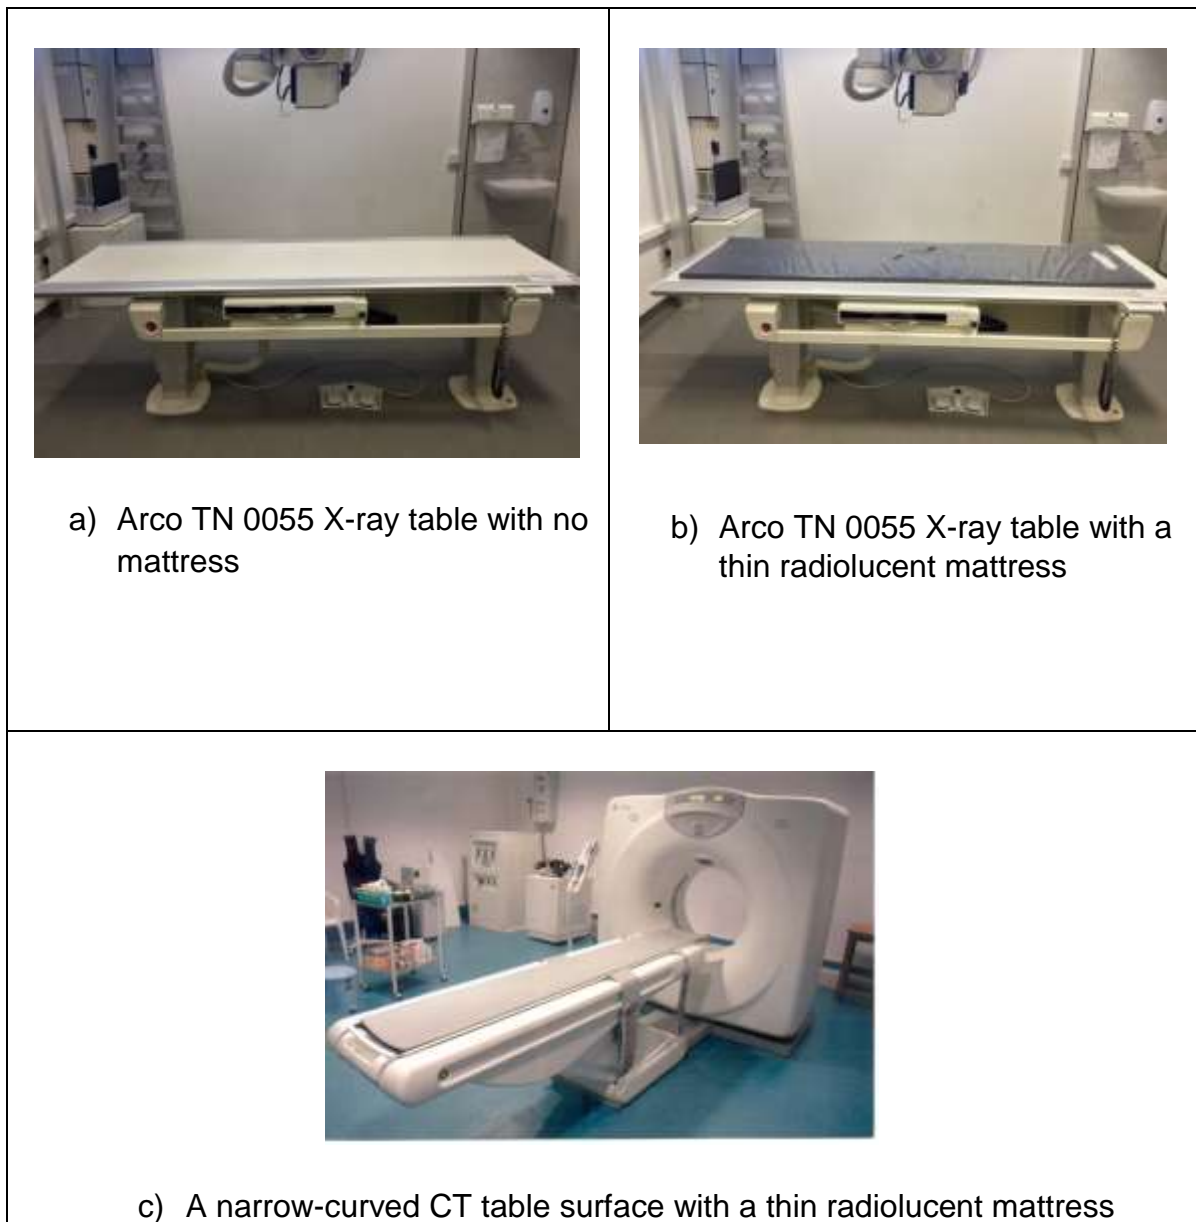 a) Arco TN 0055 X-ray table with no
mattress
b) Arco TN 0055 X-ray table with a
thin radiolucent mattress
c) A narrow-curved CT table surface with a thin radiolucent mattress